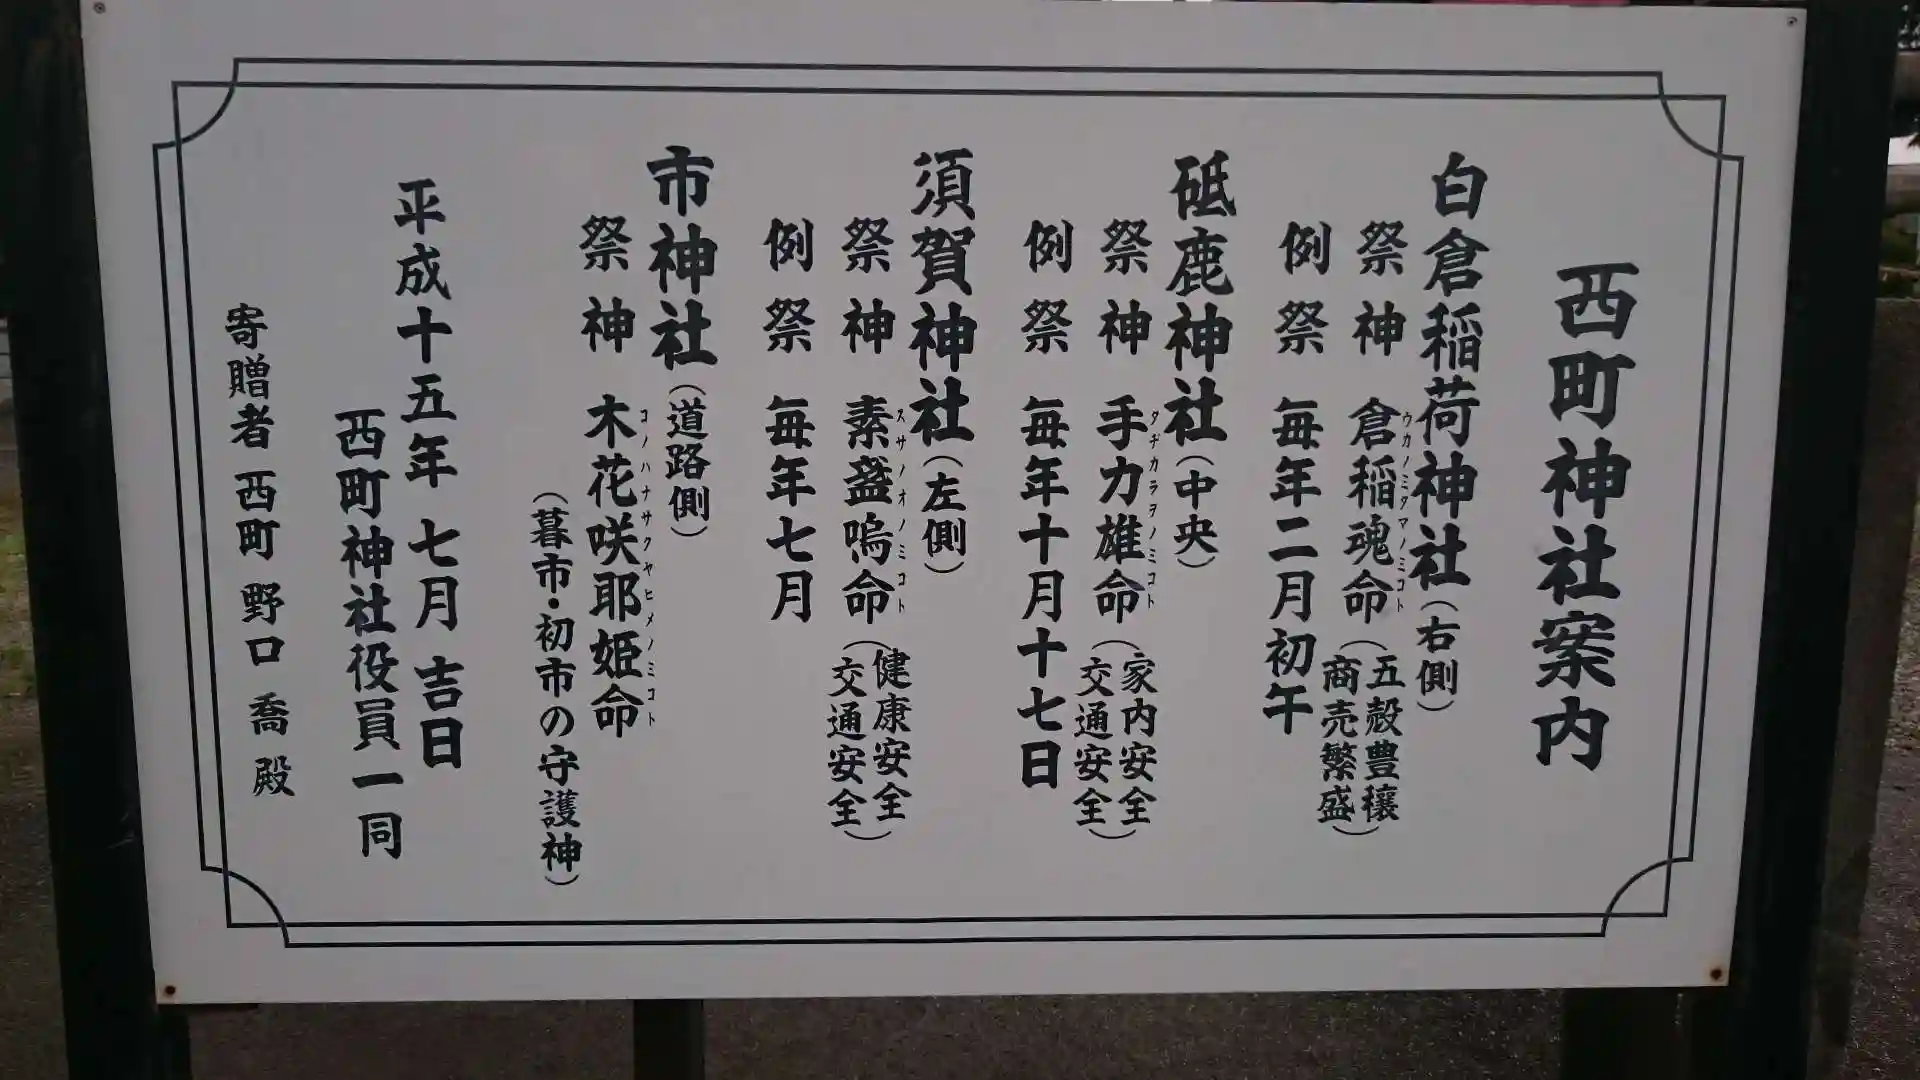 西町神社案内
白倉稲荷神社（右側）
祭神 倉稲魂命（五殻豊穣 商売繁盛）
ウカノミタマノミコト
例祭 毎年二月初午
砥鹿神社（中央）
祭神 手力雄命（家内安全 交通安全）
タヂカラヲノミコト
例祭 毎年十月十七日
須賀神社（左側）
祭神 素盞嗚命（健康安全 交通安全）
スサノオノミコト
例祭 毎年七月
市神社（道路側）
祭神 木花咲耶姫命
コノハナサクヤヒメノミコト
（暮市・初市の守護神）
平成十五年 七月 吉日
西町神社役員一同
寄贈者 西町 野口 喬 殿